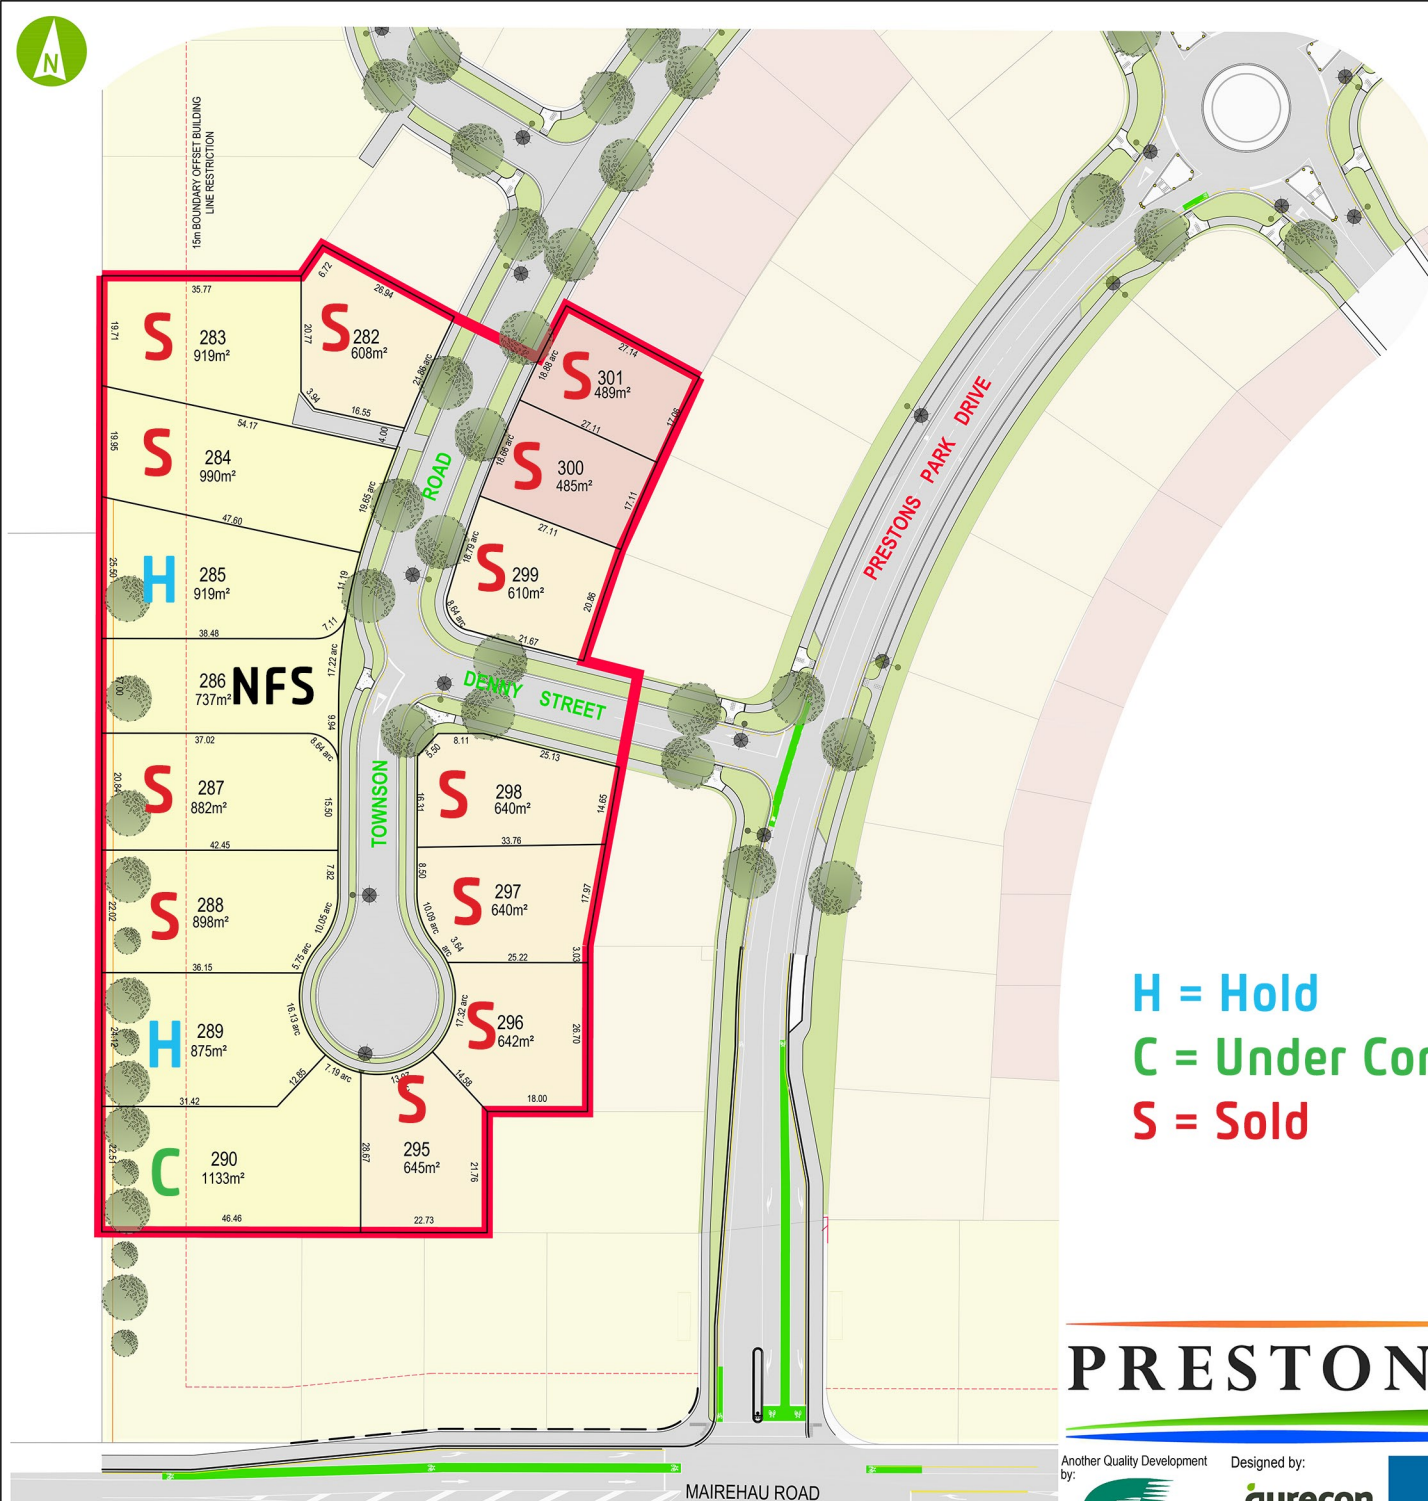 N
15m BOUNDARY OFFSET BUILDING
LINE RESTRICTION
35.77
19.71
S
283
919m²
6.72
26.94
20.77
S
282
608m²
21.86 arc
3.94
16.55
4.00
54.17
19.95
S
284
990m²
19.65 arc
47.60
25.50
H
285
919m²
11.19
7.11
38.48
17.22 arc
286
737m²
NFS
9.94
37.02
8.64 arc
S
287
882m²
15.50
42.45
7.82
S
288
898m²
22.02
10.05 arc
5.75 arc
36.15
H
289
875m²
24.12
16.13 arc
12.85
7.19 arc
31.42
C
290
1133m²
22.51
46.46
28.67
S
295
645m²
21.76
22.73
14.58
18.00
S
296
642m²
17.32 arc
26.70
25.22
3.03
S
297
640m²
8.50
10.09 arc
3.64
arc
17.97
33.76
S
298
640m²
16.31
5.50
8.11
25.13
14.65
S
299
610m²
18.79 arc
8.64 arc
21.67
20.86
27.11
S
300
485m²
18.68 arc
17.11
27.11
S
301
489m²
18.88 arc
27.14
17.06
ROAD
TOWNSON
DENNY STREET
PRESTONS PARK DRIVE
H = Hold
C = Under Con
S = Sold
PRESTON
Another Quality Development
by:
Designed by:
aurecon
MAIREHAU ROAD